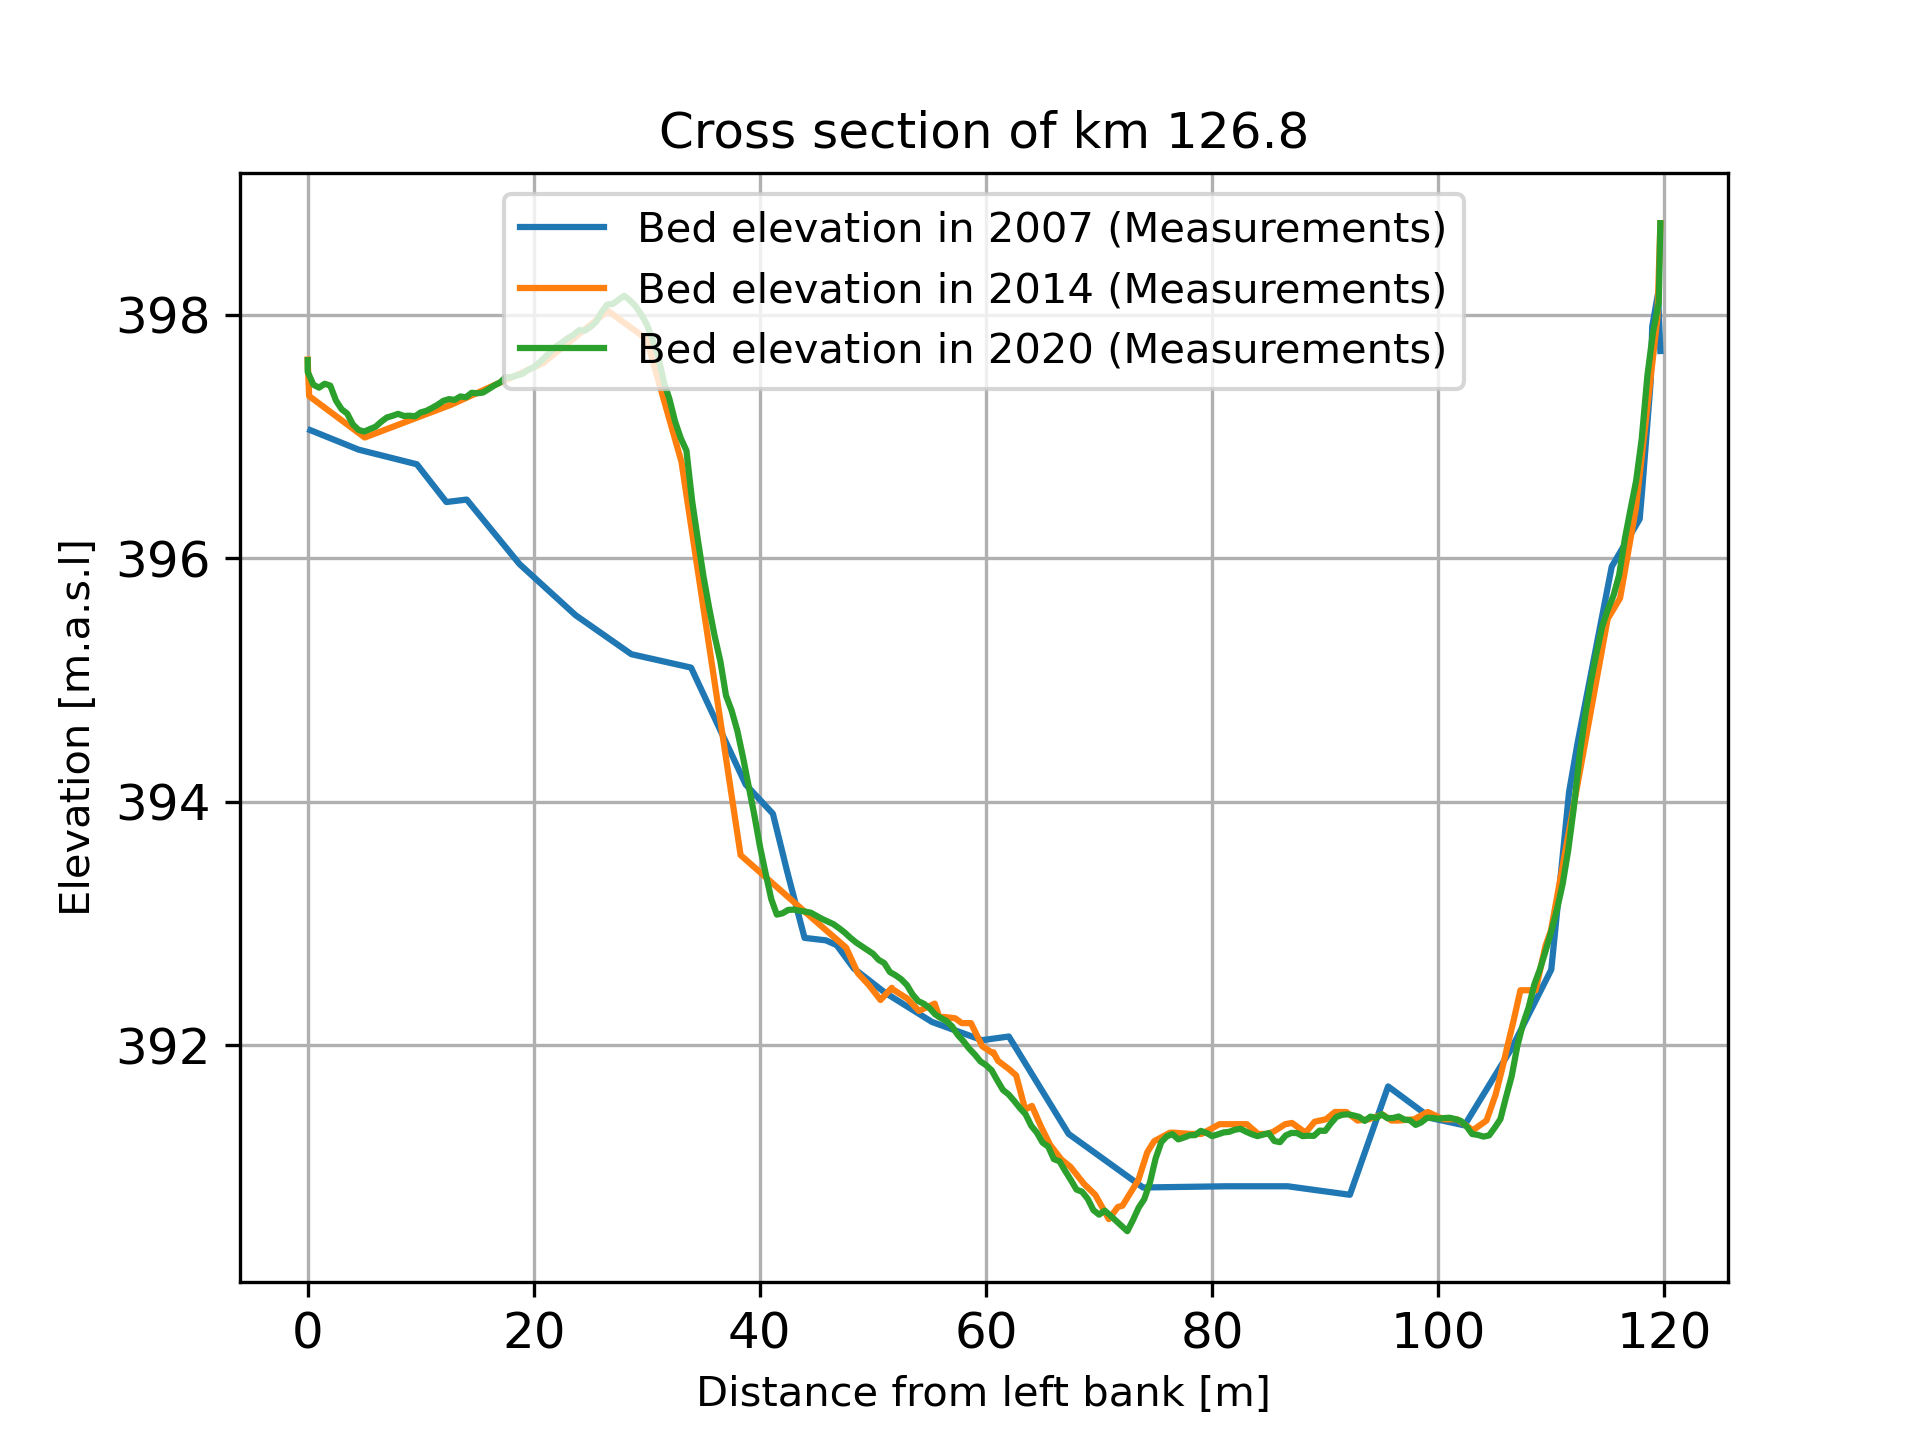 Cross section of km 126.8
Bed elevation in 2007 (Measurements)
Bed elevation in 2014 (Measurements)
Bed elevation in 2020 (Measurements)
398
396
394
392
Elevation [m.a.s.l]
0 20 40 60 80 100 120
Distance from left bank [m]